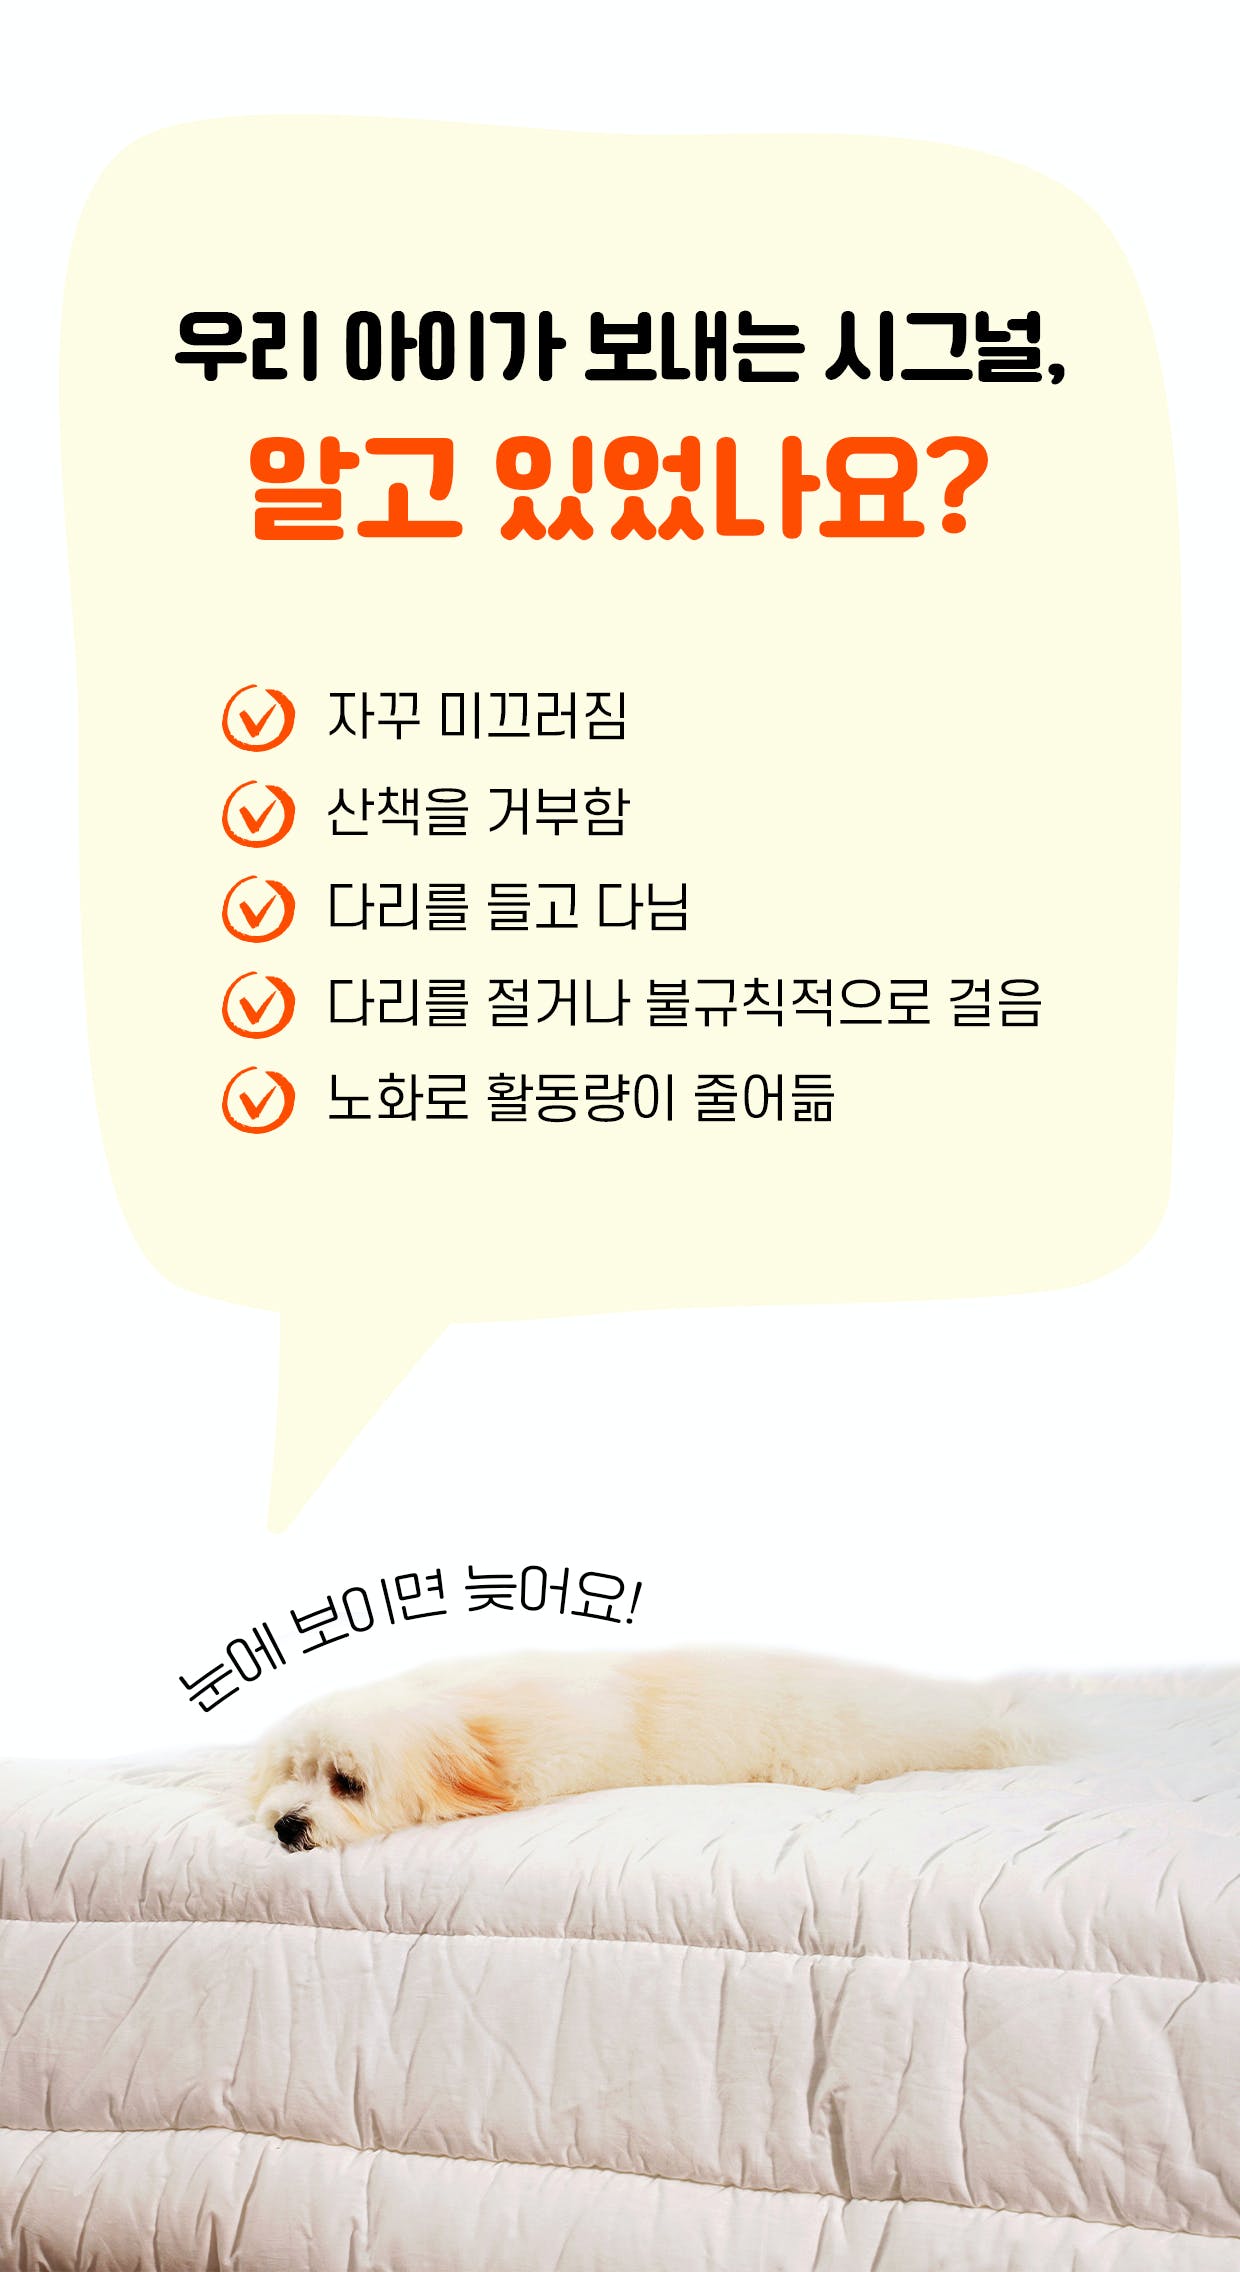 우리 아이가 보내는 시그널,
알고 있었나요?
자꾸 미끄러짐
산책을 거부함
다리를 들고 다님
다리를 절거나 불규칙적으로 걸음
노화로 활동량이 줄어듦
눈에 보이면 늦어요!